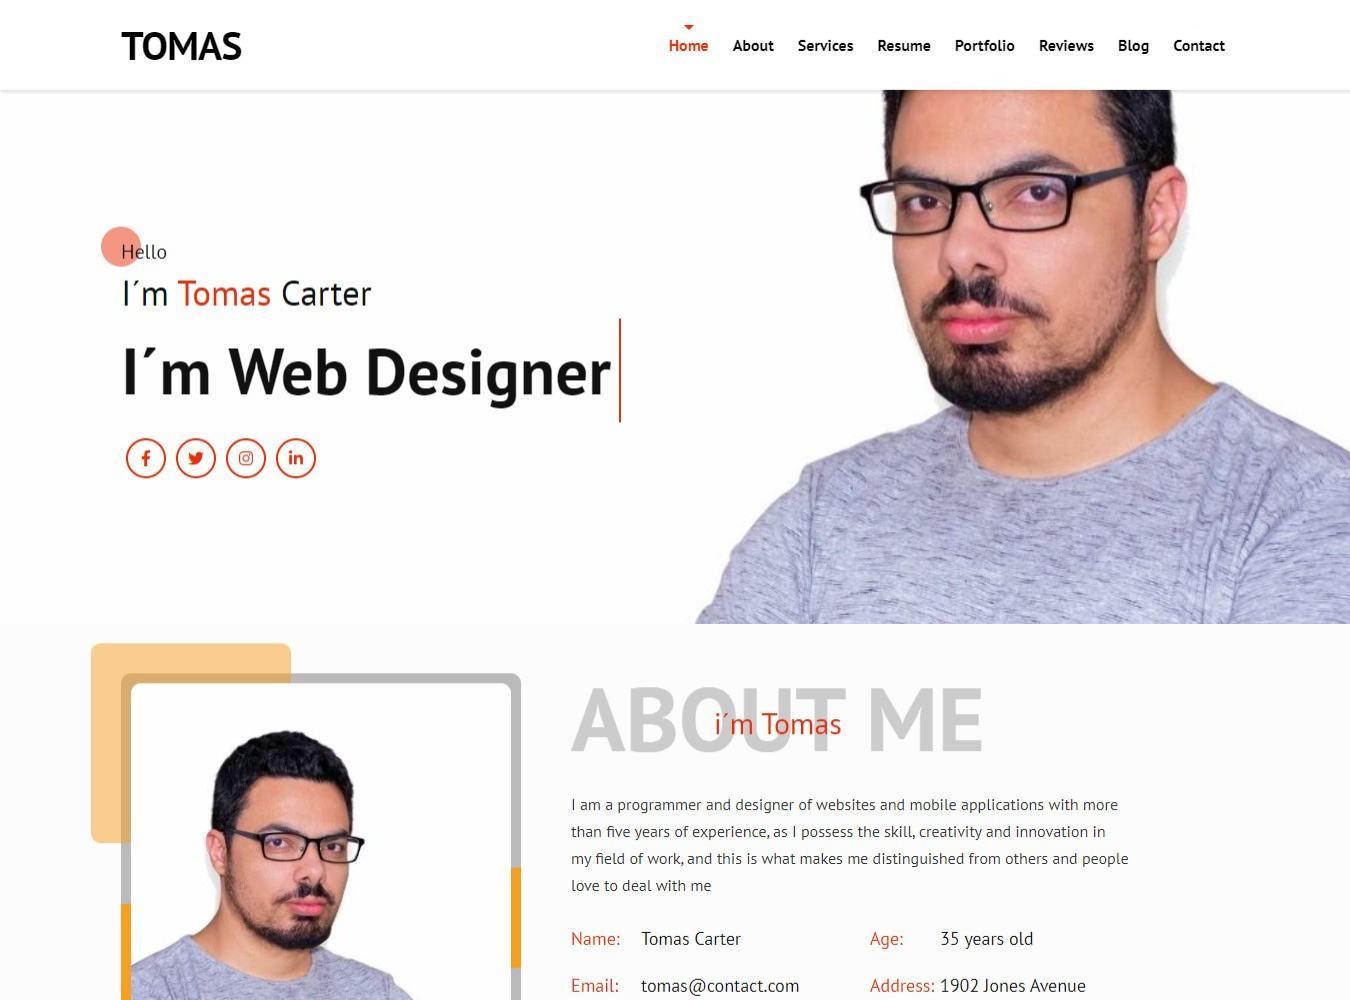 TOMAS
Home About Services Resume Portfolio Reviews Blog Contact
Hello
I´m Tomas Carter
I´m Web Designer
ABOUT ME
i´m Tomas
I am a programmer and designer of websites and mobile applications with more
than five years of experience, as I possess the skill, creativity and innovation in
my field of work, and this is what makes me distinguished from others and people
love to deal with me
Name: Tomas Carter Age: 35 years old
Email: tomas@contact.com Address: 1902 Jones Avenue